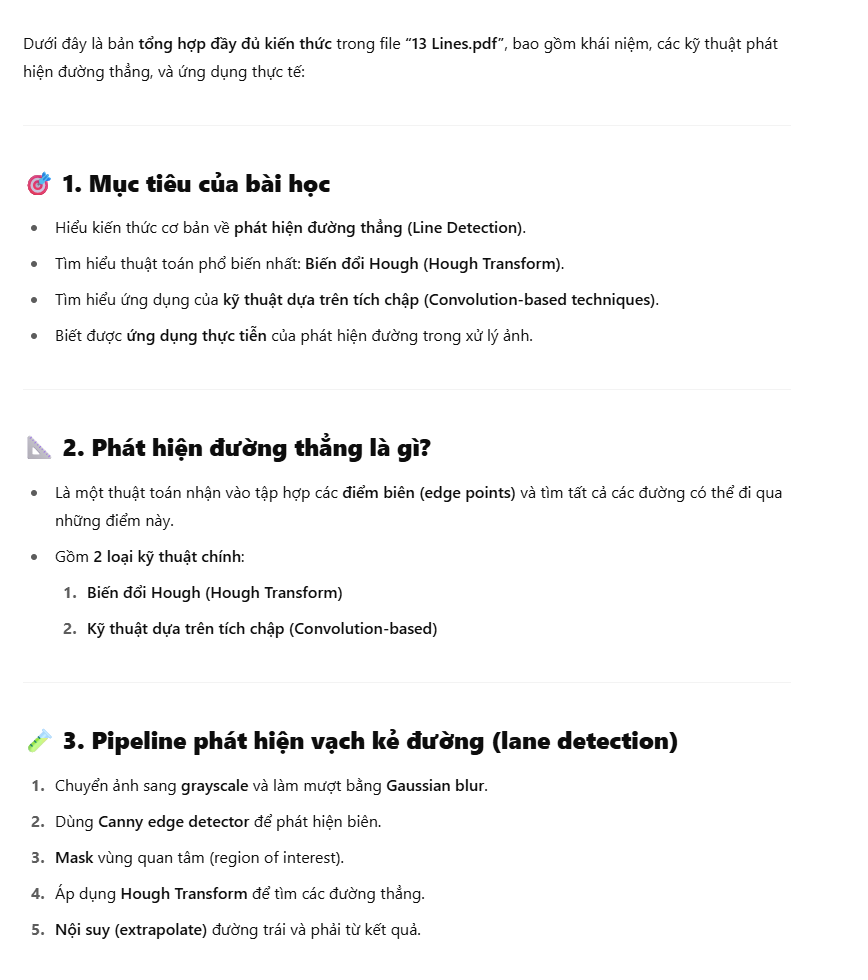 Dưới đây là bản tổng hợp đầy đủ kiến thức trong file “13 Lines.pdf”, bao gồm khái niệm, các kỹ thuật phát
hiện đường thẳng, và ứng dụng thực tế:
1. Mục tiêu của bài học
Hiểu kiến thức cơ bản về phát hiện đường thẳng (Line Detection).
Tìm hiểu thuật toán phổ biến nhất: Biến đổi Hough (Hough Transform).
Tìm hiểu ứng dụng của kỹ thuật dựa trên tích chập (Convolution-based techniques).
Biết được ứng dụng thực tiễn của phát hiện đường trong xử lý ảnh.
2. Phát hiện đường thẳng là gì?
Là một thuật toán nhận vào tập hợp các điểm biên (edge points) và tìm tất cả các đường có thể đi qua
những điểm này.
Gồm 2 loại kỹ thuật chính:
1. Biến đổi Hough (Hough Transform)
2. Kỹ thuật dựa trên tích chập (Convolution-based)
3. Pipeline phát hiện vạch kẻ đường (lane detection)
1. Chuyển ảnh sang grayscale và làm mượt bằng Gaussian blur.
2. Dùng Canny edge detector để phát hiện biên.
3. Mask vùng quan tâm (region of interest).
4. Áp dụng Hough Transform để tìm các đường thẳng.
5. Nội suy (extrapolate) đường trái và phải từ kết quả.